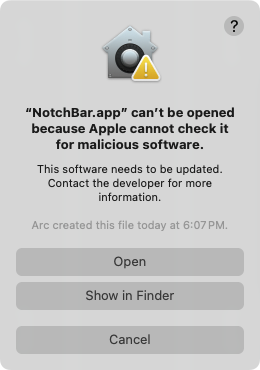 ?
“NotchBar.app” can’t be opened
because Apple cannot check it
for malicious software.
This software needs to be updated.
Contact the developer for more
information.
Arc created this file today at 6:07 PM.
Open
Show in Finder
Cancel